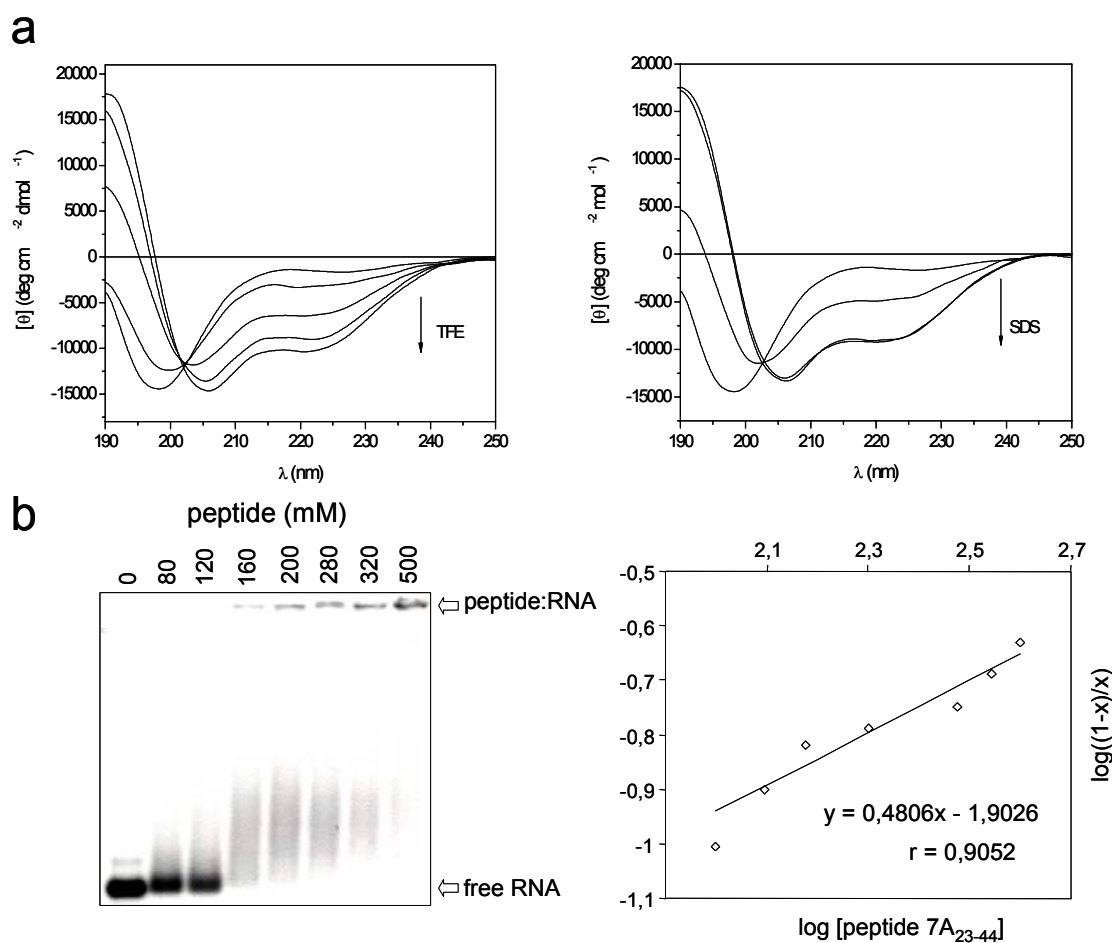 a
20000
15000
10000
5000
0
-5000
-10000
-15000
190 200 210 220 230 240 250
λ (nm)
[θ] (deg cm -2 dmol -1)
TFE
20000
15000
10000
5000
0
-5000
-10000
-15000
190 200 210 220 230 240 250
λ (nm)
[θ] (deg cm -2 mol -1)
SDS
b
peptide (mM)
0 80 120 160 200 280 320 500
peptide:RNA
free RNA
2,1 2,3 2,5 2,7
-0,5
-0,6
-0,7
-0,8
-0,9
-1
-1,1
log((1-x)/x)
y = 0,4806x - 1,9026
r = 0,9052
log [peptide 7A23-44]